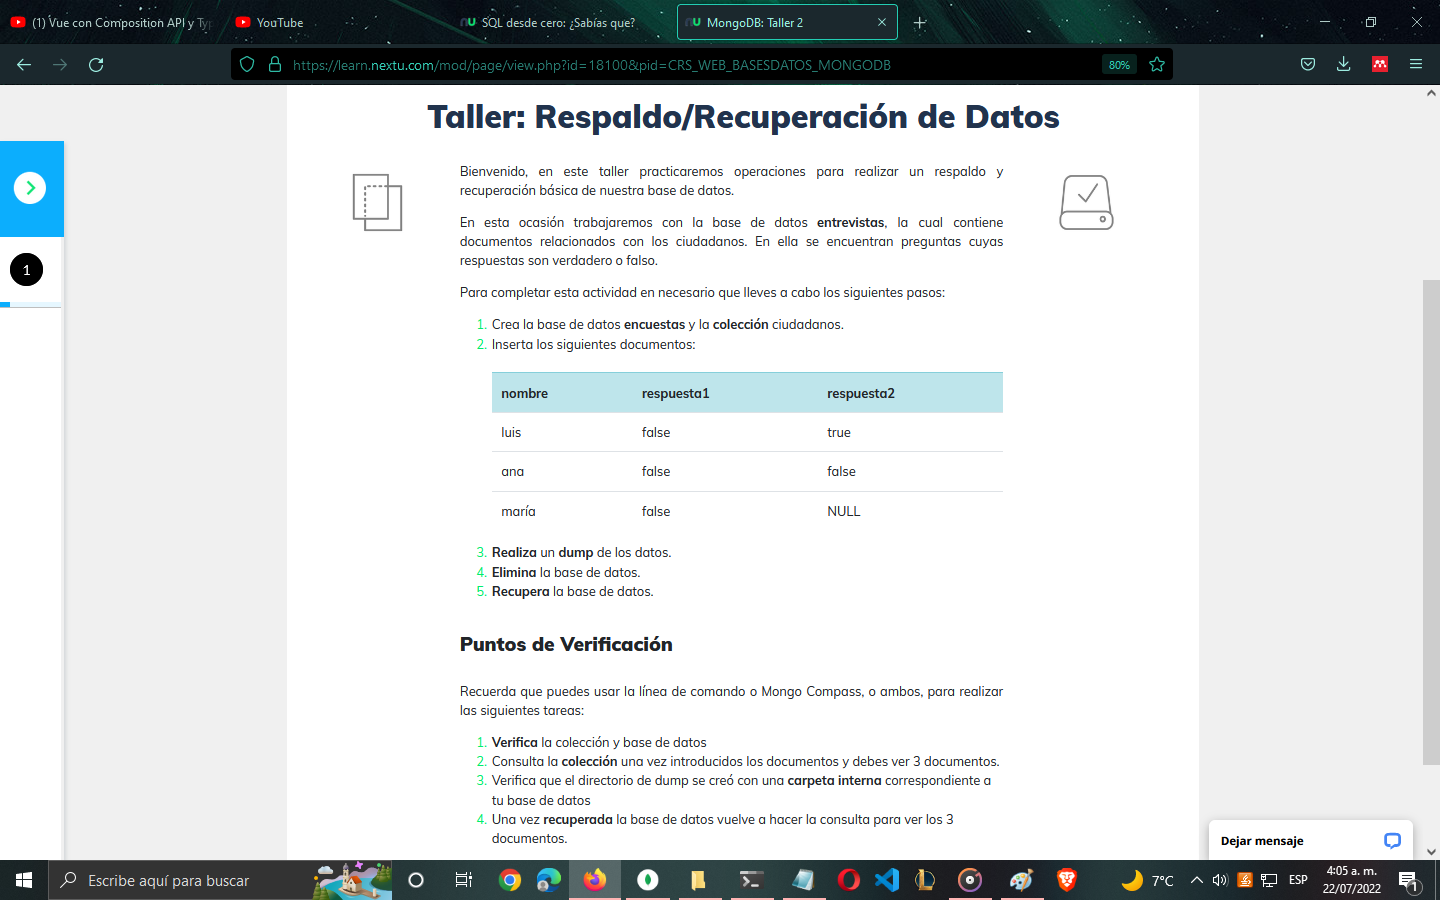 (1) Vue con Composition API y Typ
YouTube
SQL desde cero: ¿Sabías que?
MongoDB: Taller 2
https://learn.nextu.com/mod/page/view.php?id=18100&pid=CRS_WEB_BASESDATOS_MONGODB
80%
Taller: Respaldo/Recuperación de Datos
Bienvenido, en este taller practicaremos operaciones para realizar un respaldo y
recuperación básica de nuestra base de datos.
En esta ocasión trabajaremos con la base de datos entrevistas, la cual contiene
documentos relacionados con los ciudadanos. En ella se encuentran preguntas cuyas
respuestas son verdadero o falso.
Para completar esta actividad en necesario que lleves a cabo los siguientes pasos:
1. Crea la base de datos encuestas y la colección ciudadanos.
2. Inserta los siguientes documentos:
nombre respuesta1 respuesta2
luis false true
ana false false
maría false NULL
3. Realiza un dump de los datos.
4. Elimina la base de datos.
5. Recupera la base de datos.
Puntos de Verificación
Recuerda que puedes usar la línea de comando o Mongo Compass, o ambos, para realizar
las siguientes tareas:
1. Verifica la colección y base de datos
2. Consulta la colección una vez introducidos los documentos y debes ver 3 documentos.
3. Verifica que el directorio de dump se creó con una carpeta interna correspondiente a
tu base de datos
4. Una vez recuperada la base de datos vuelve a hacer la consulta para ver los 3
documentos.
1
Dejar mensaje
Escribe aquí para buscar
7°C
ESP
4:05 a. m.
22/07/2022
1